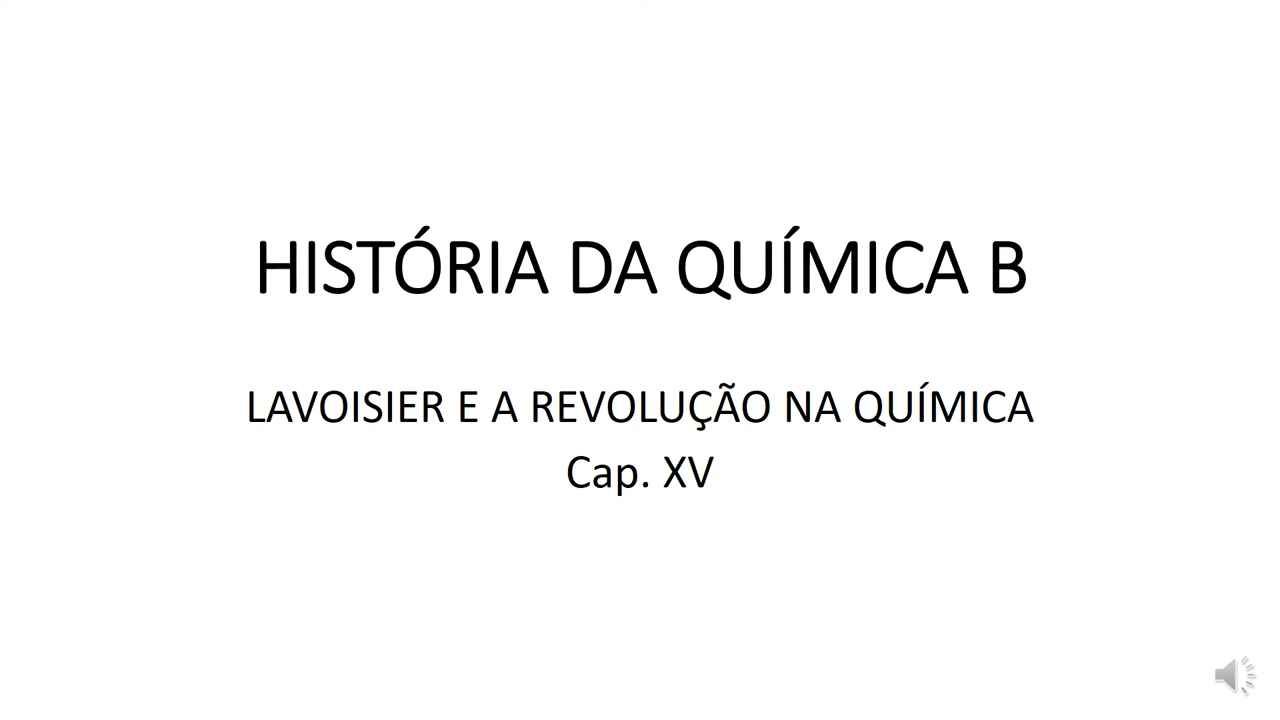 HISTÓRIA DA QUÍMICA B
LAVOISIER E A REVOLUÇÃO NA QUÍMICA
Cap. XV